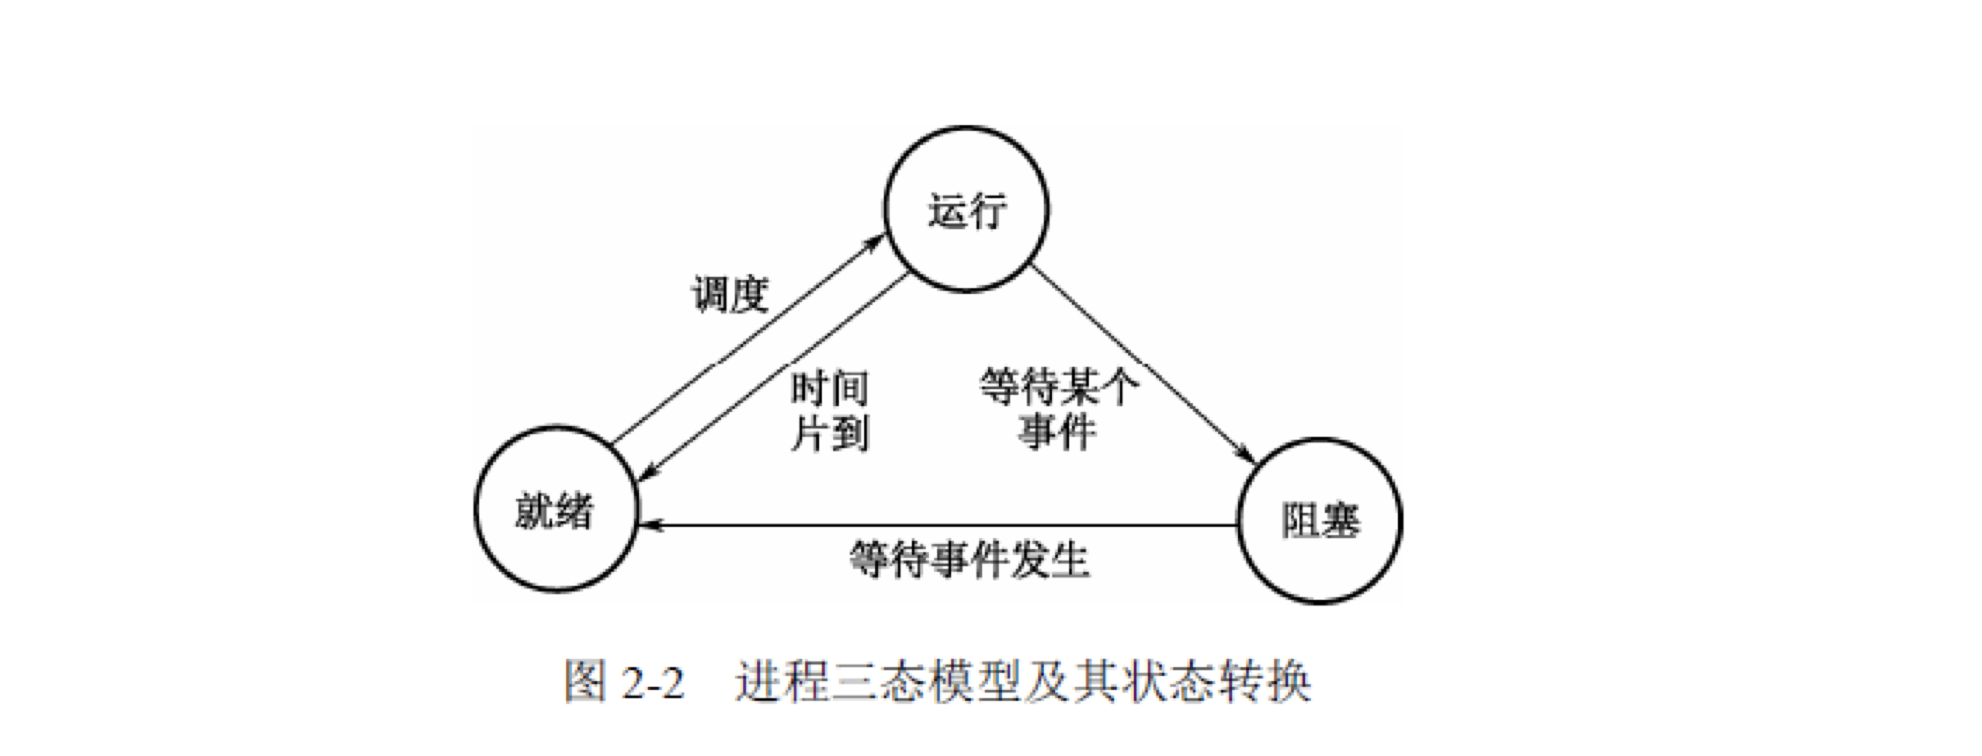 运行
调度
时间
片到
等待某个
事件
就绪
阻塞
等待事件发生
图 2-2 进程三态模型及其状态转换